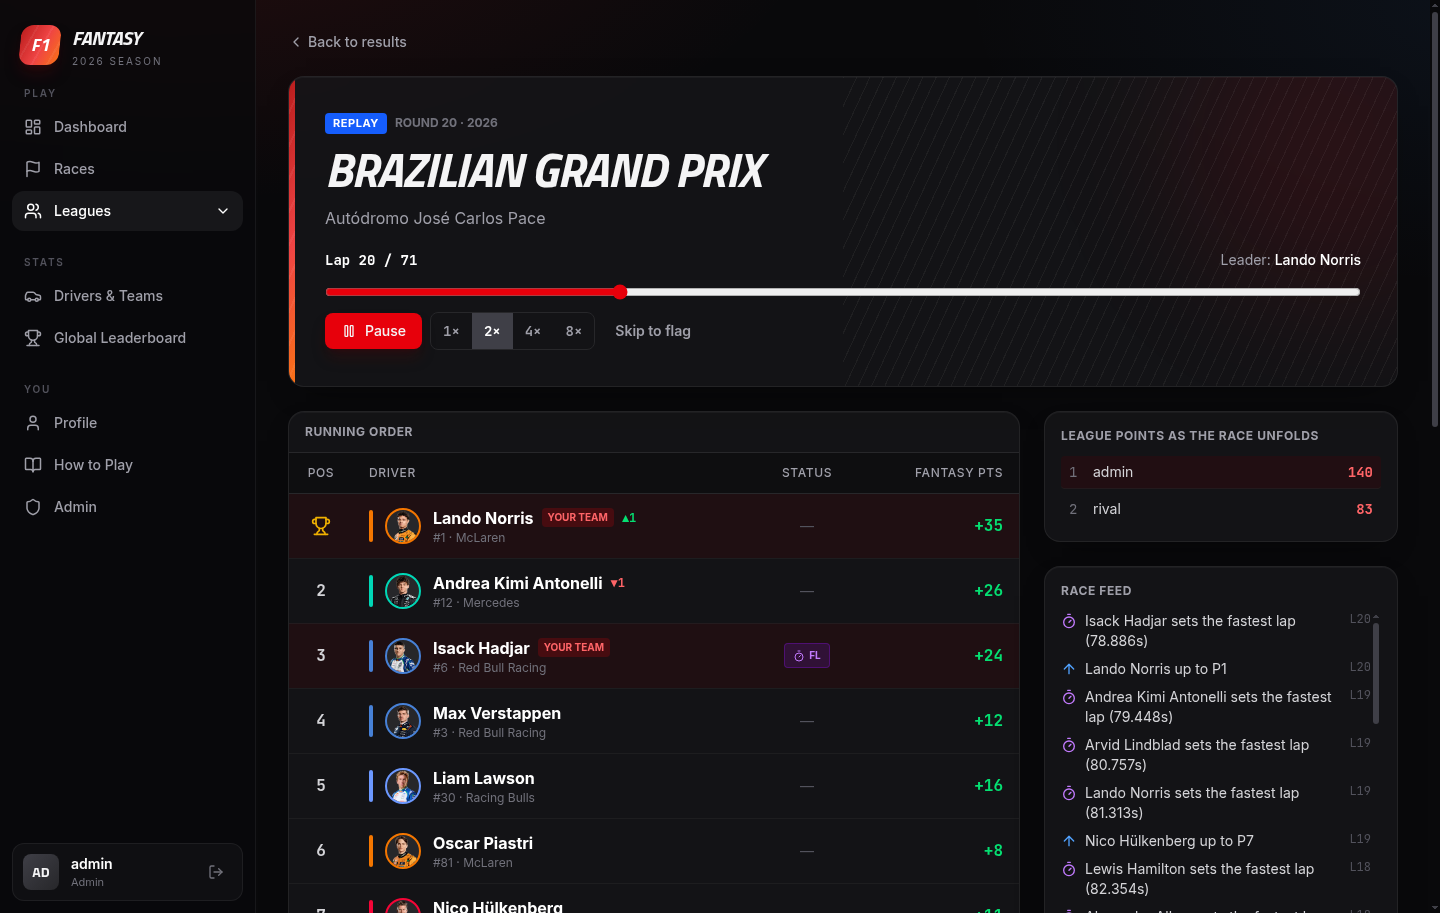 F1 FANTASY
2026 SEASON
PLAY
Dashboard
Races
Leagues
STATS
Drivers & Teams
Global Leaderboard
YOU
Profile
How to Play
Admin
AD
admin
Admin
Back to results
REPLAY ROUND 20 · 2026
BRAZILIAN GRAND PRIX
Autódromo José Carlos Pace
Lap 20 / 71
Leader: Lando Norris
Pause 1× 2× 4× 8× Skip to flag
RUNNING ORDER
POS DRIVER STATUS FANTASY PTS
Lando Norris YOUR TEAM ▲1 — +35
#1 · McLaren
2 Andrea Kimi Antonelli ▼1 — +26
#12 · Mercedes
3 Isack Hadjar YOUR TEAM FL +24
#6 · Red Bull Racing
4 Max Verstappen — +12
#3 · Red Bull Racing
5 Liam Lawson — +16
#30 · Racing Bulls
6 Oscar Piastri — +8
#81 · McLaren
Nico Hülkenberg
LEAGUE POINTS AS THE RACE UNFOLDS
1 admin 140
2 rival 83
RACE FEED
Isack Hadjar sets the fastest lap L20
(78.886s)
Lando Norris up to P1 L20
Andrea Kimi Antonelli sets the fastest L19
lap (79.448s)
Arvid Lindblad sets the fastest lap L19
(80.757s)
Lando Norris sets the fastest lap L19
(81.313s)
Nico Hülkenberg up to P7 L19
Lewis Hamilton sets the fastest lap L18
(82.354s)